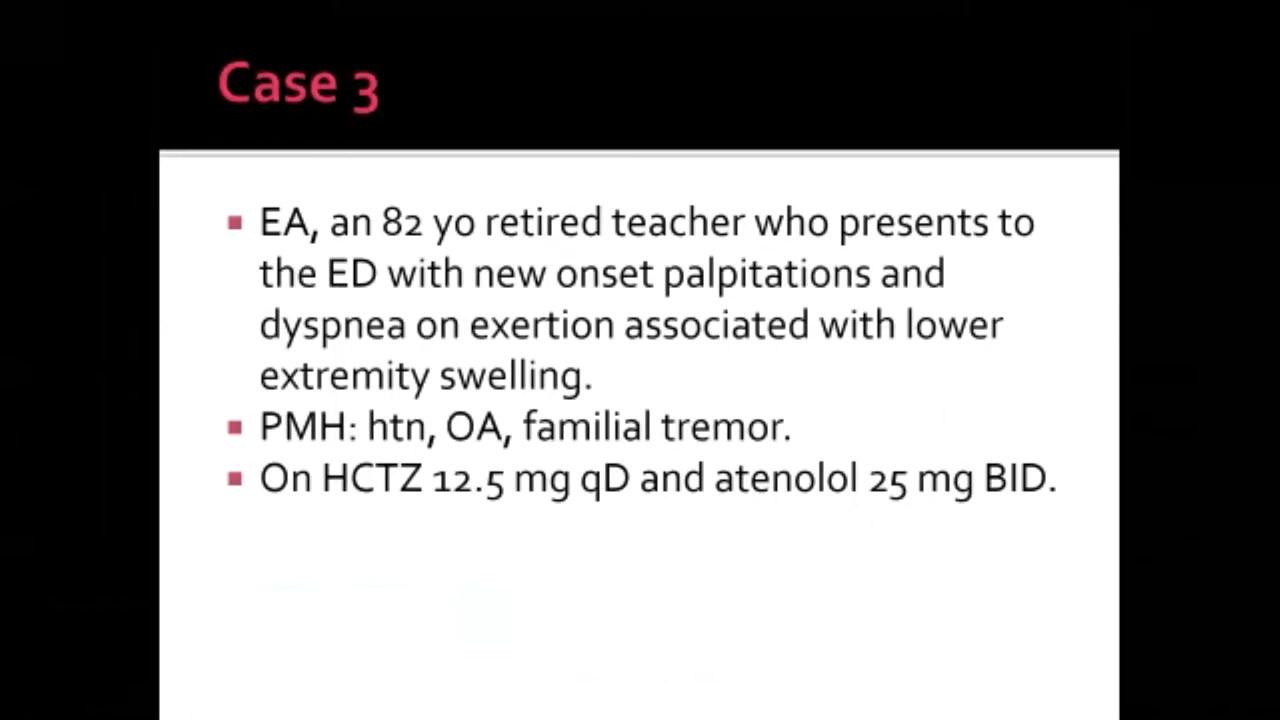 Case 3
▪ EA, an 82 yo retired teacher who presents to
the ED with new onset palpitations and
dyspnea on exertion associated with lower
extremity swelling.
▪ PMH: htn, OA, familial tremor.
▪ On HCTZ 12.5 mg qD and atenolol 25 mg BID.